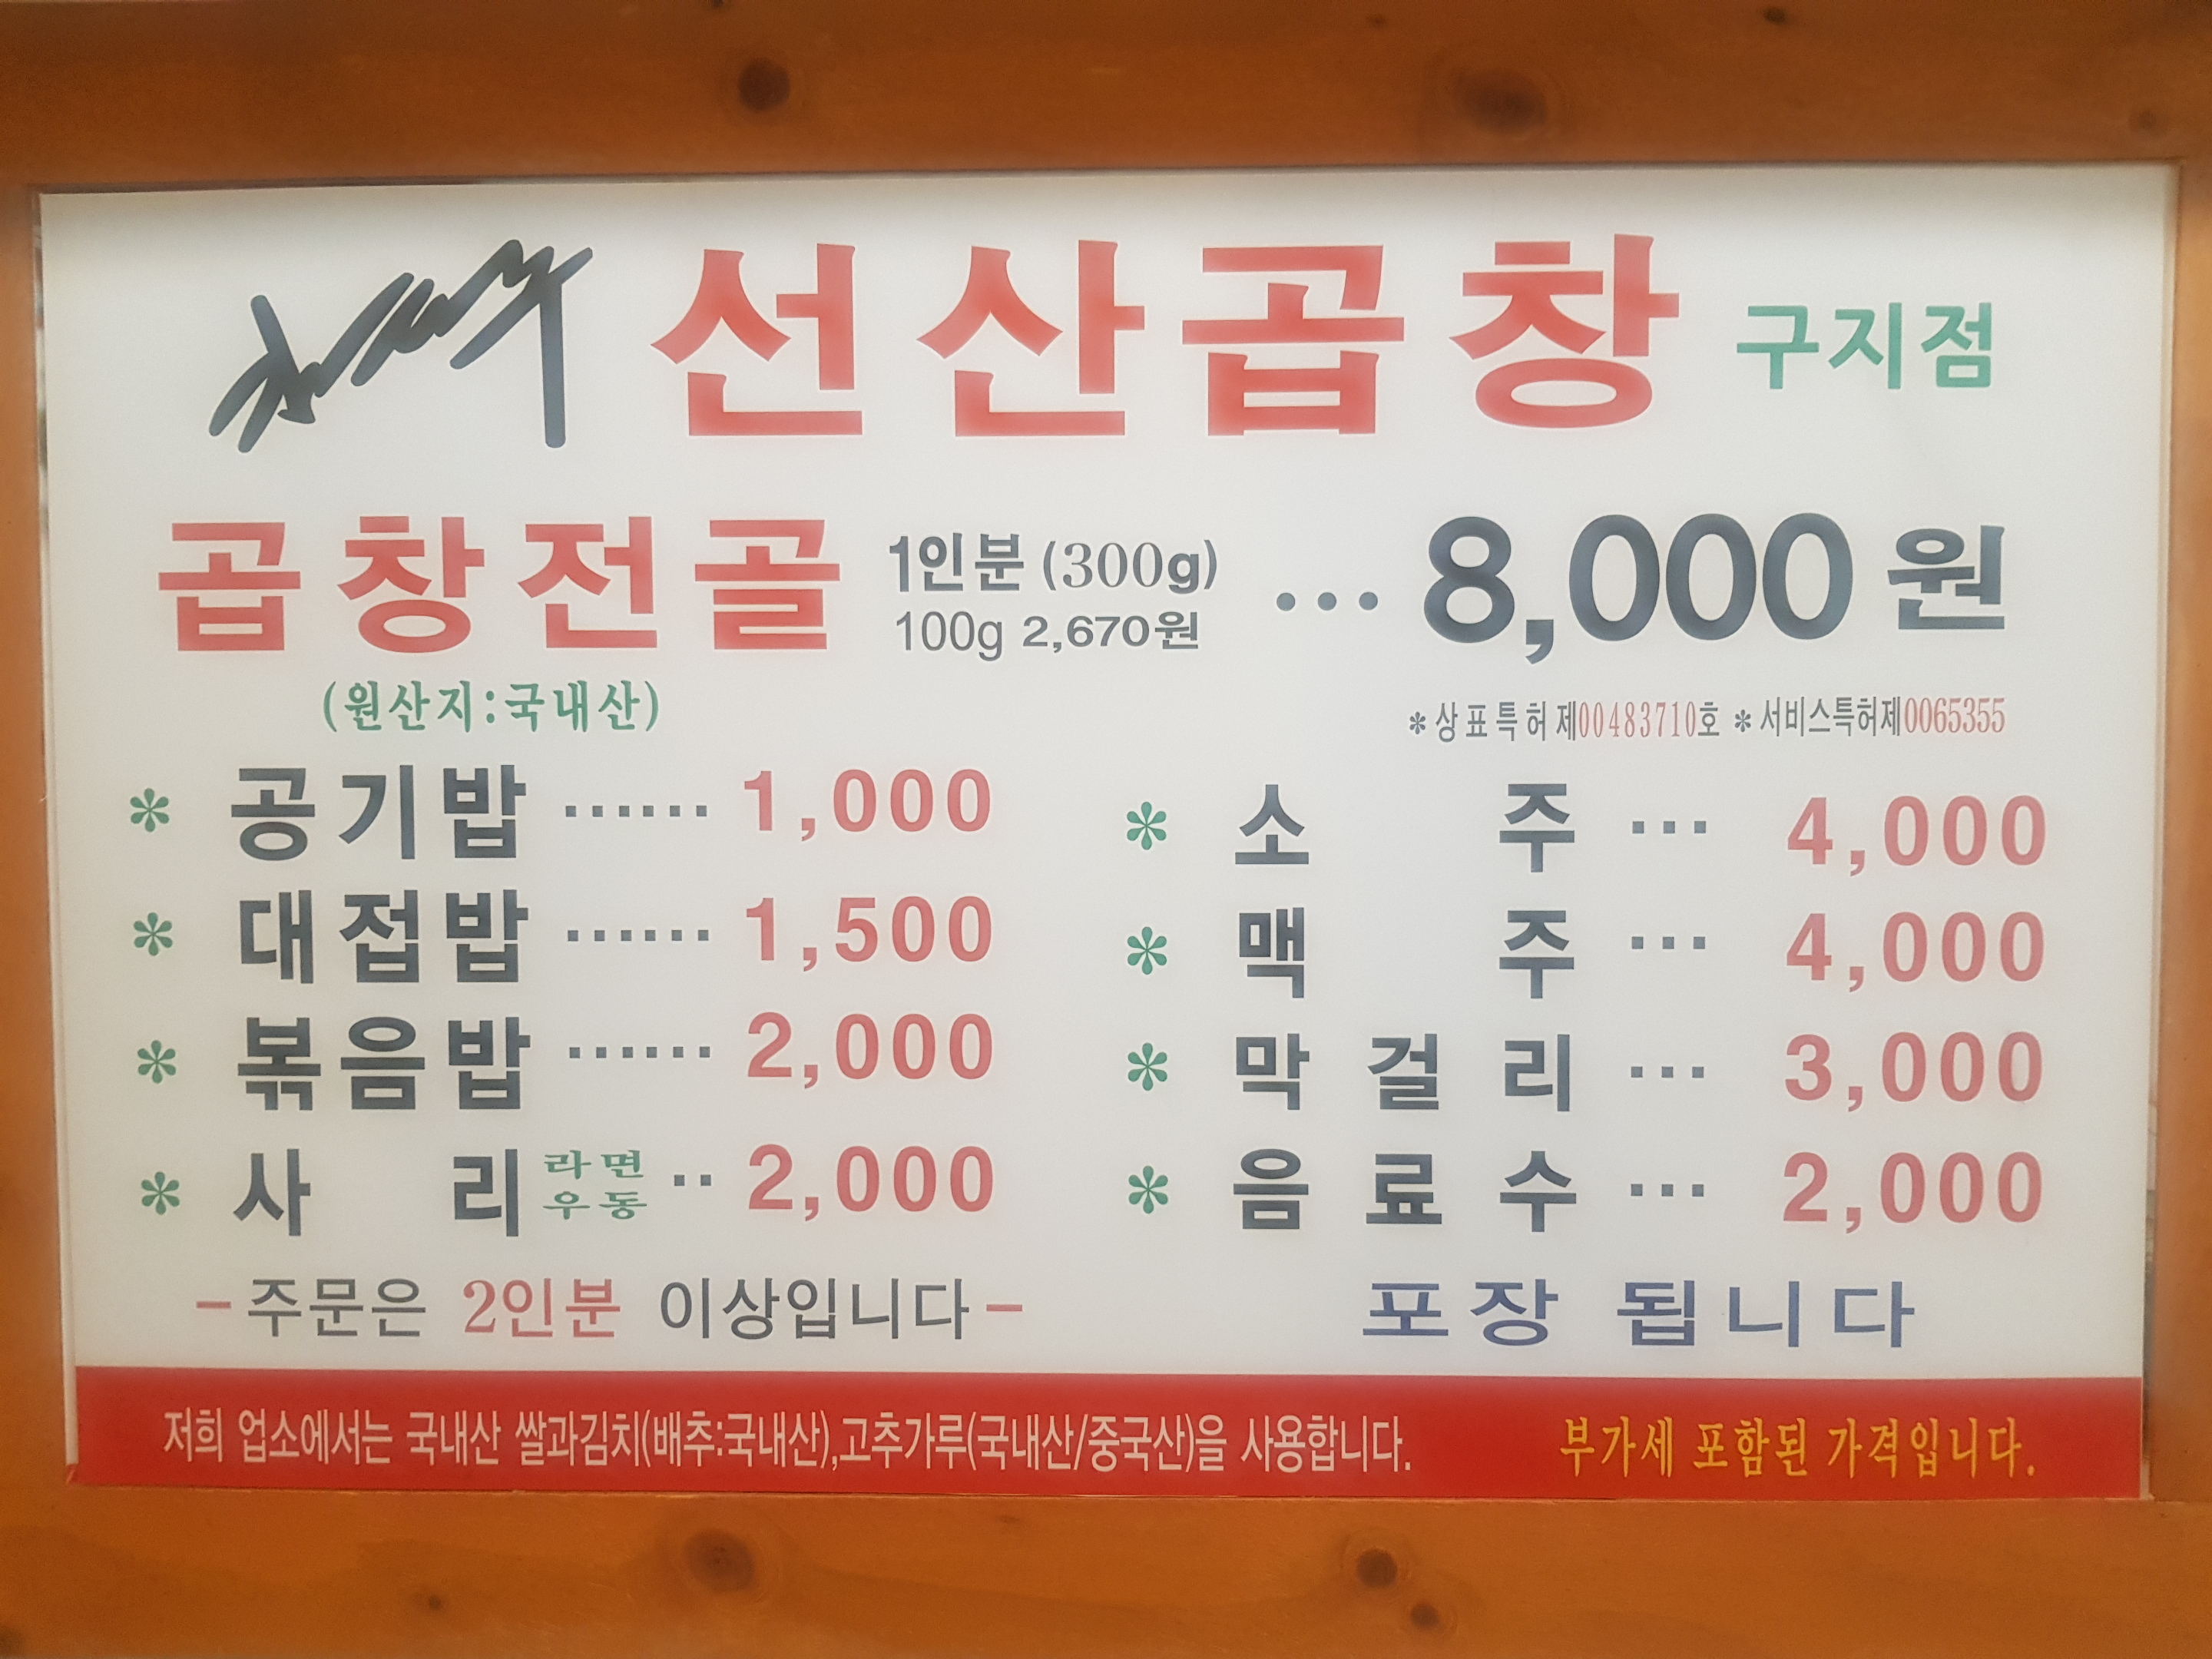 선산곱창 구지점
곱창전골 1인분 (300g) ... 8,000원
100g 2,670원
(원산지:국내산)
*상표특허제00483710호 *서비스특허제0065355
* 공기밥 ...... 1,000
* 대접밥 ...... 1,500
* 볶음밥 ...... 2,000
* 사리 라면 우동 .. 2,000
* 소주 ... 4,000
* 맥주 ... 4,000
* 막걸리 ... 3,000
* 음료수 ... 2,000
- 주문은 2인분 이상입니다 -
포장 됩니다
저희 업소에서는 국내산 쌀과김치(배추:국내산),고추가루(국내산/중국산)을 사용합니다.
부가세 포함된 가격입니다.